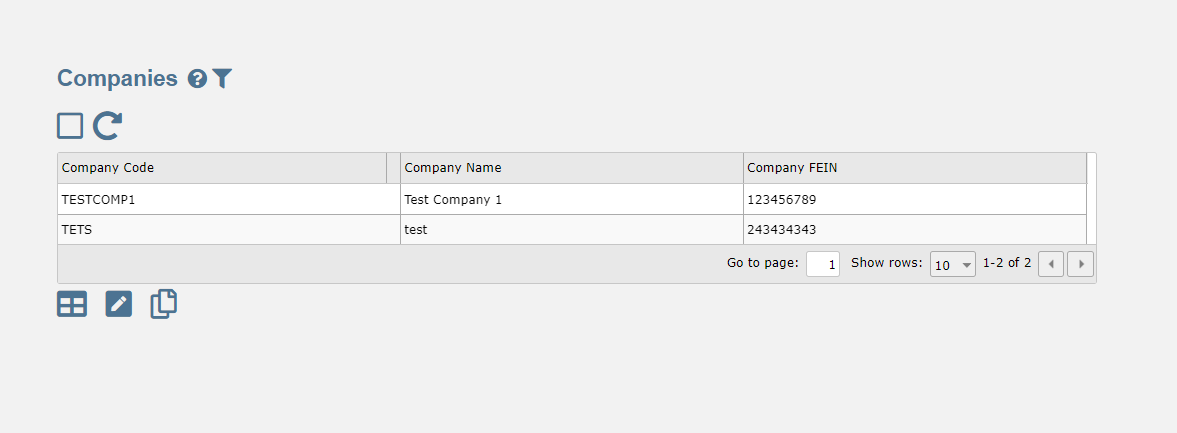 Companies
Company Code Company Name Company FEIN
TESTCOMP1 Test Company 1 123456789
TETS test 243434343
Go to page: 1 Show rows: 10 1-2 of 2